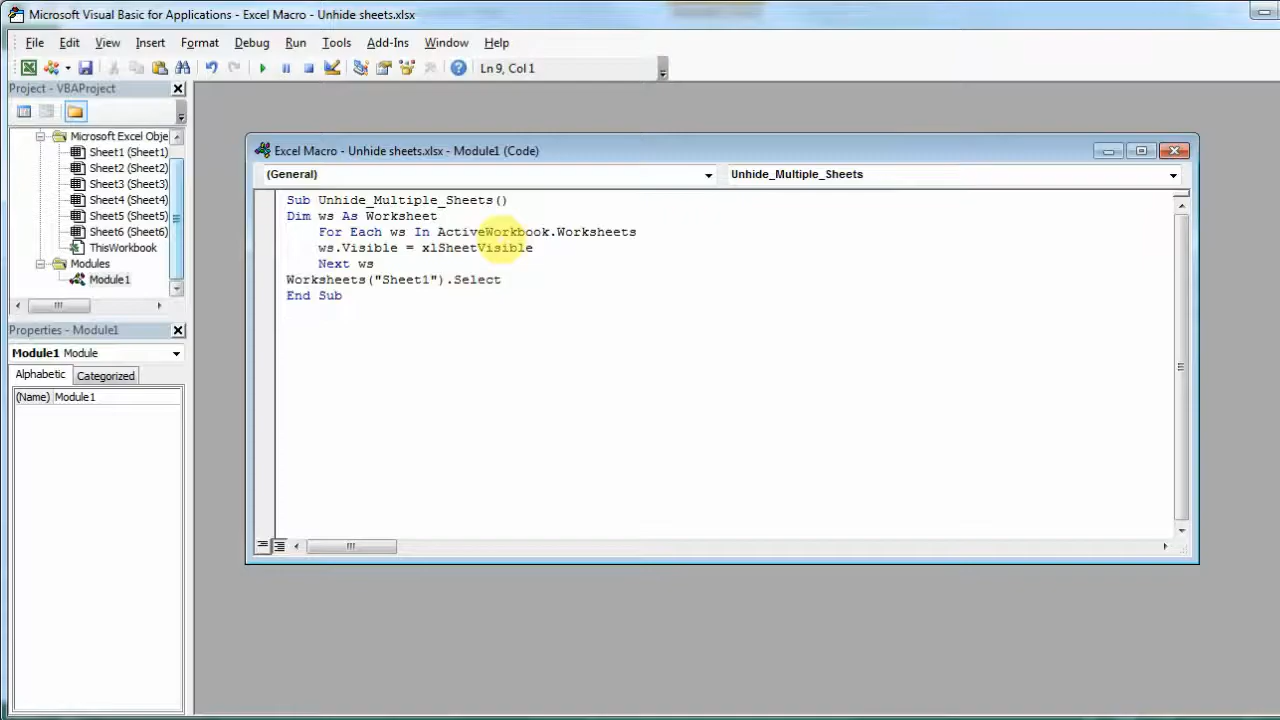 Microsoft Visual Basic for Applications - Excel Macro - Unhide sheets.xlsx
File Edit View Insert Format Debug Run Tools Add-Ins Window Help
Ln 9, Col 1
Project - VBAProject
Microsoft Excel Obje
Sheet1 (Sheet1)
Sheet2 (Sheet2)
Sheet3 (Sheet3)
Sheet4 (Sheet4)
Sheet5 (Sheet5)
Sheet6 (Sheet6)
ThisWorkbook
Modules
Module1
Properties - Module1
Module1 Module
Alphabetic Categorized
(Name) Module1
Excel Macro - Unhide sheets.xlsx - Module1 (Code)
(General) Unhide_Multiple_Sheets
Sub Unhide_Multiple_Sheets()
Dim ws As Worksheet
For Each ws In ActiveWorkbook.Worksheets
ws.Visible = xlSheetVisible
Next ws
Worksheets("Sheet1").Select
End Sub